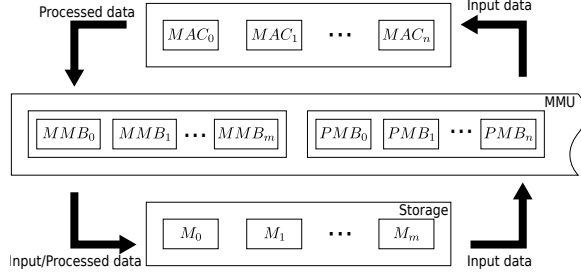 Processed data
Input data
MAC₀ MAC₁ ⋯ MACₙ
MMU
MMB₀ MMB₁ ⋯ MMBₘ PMB₀ PMB₁ ⋯ PMBₙ
Storage
M₀ M₁ ⋯ Mₘ
Input/Processed data
Input data